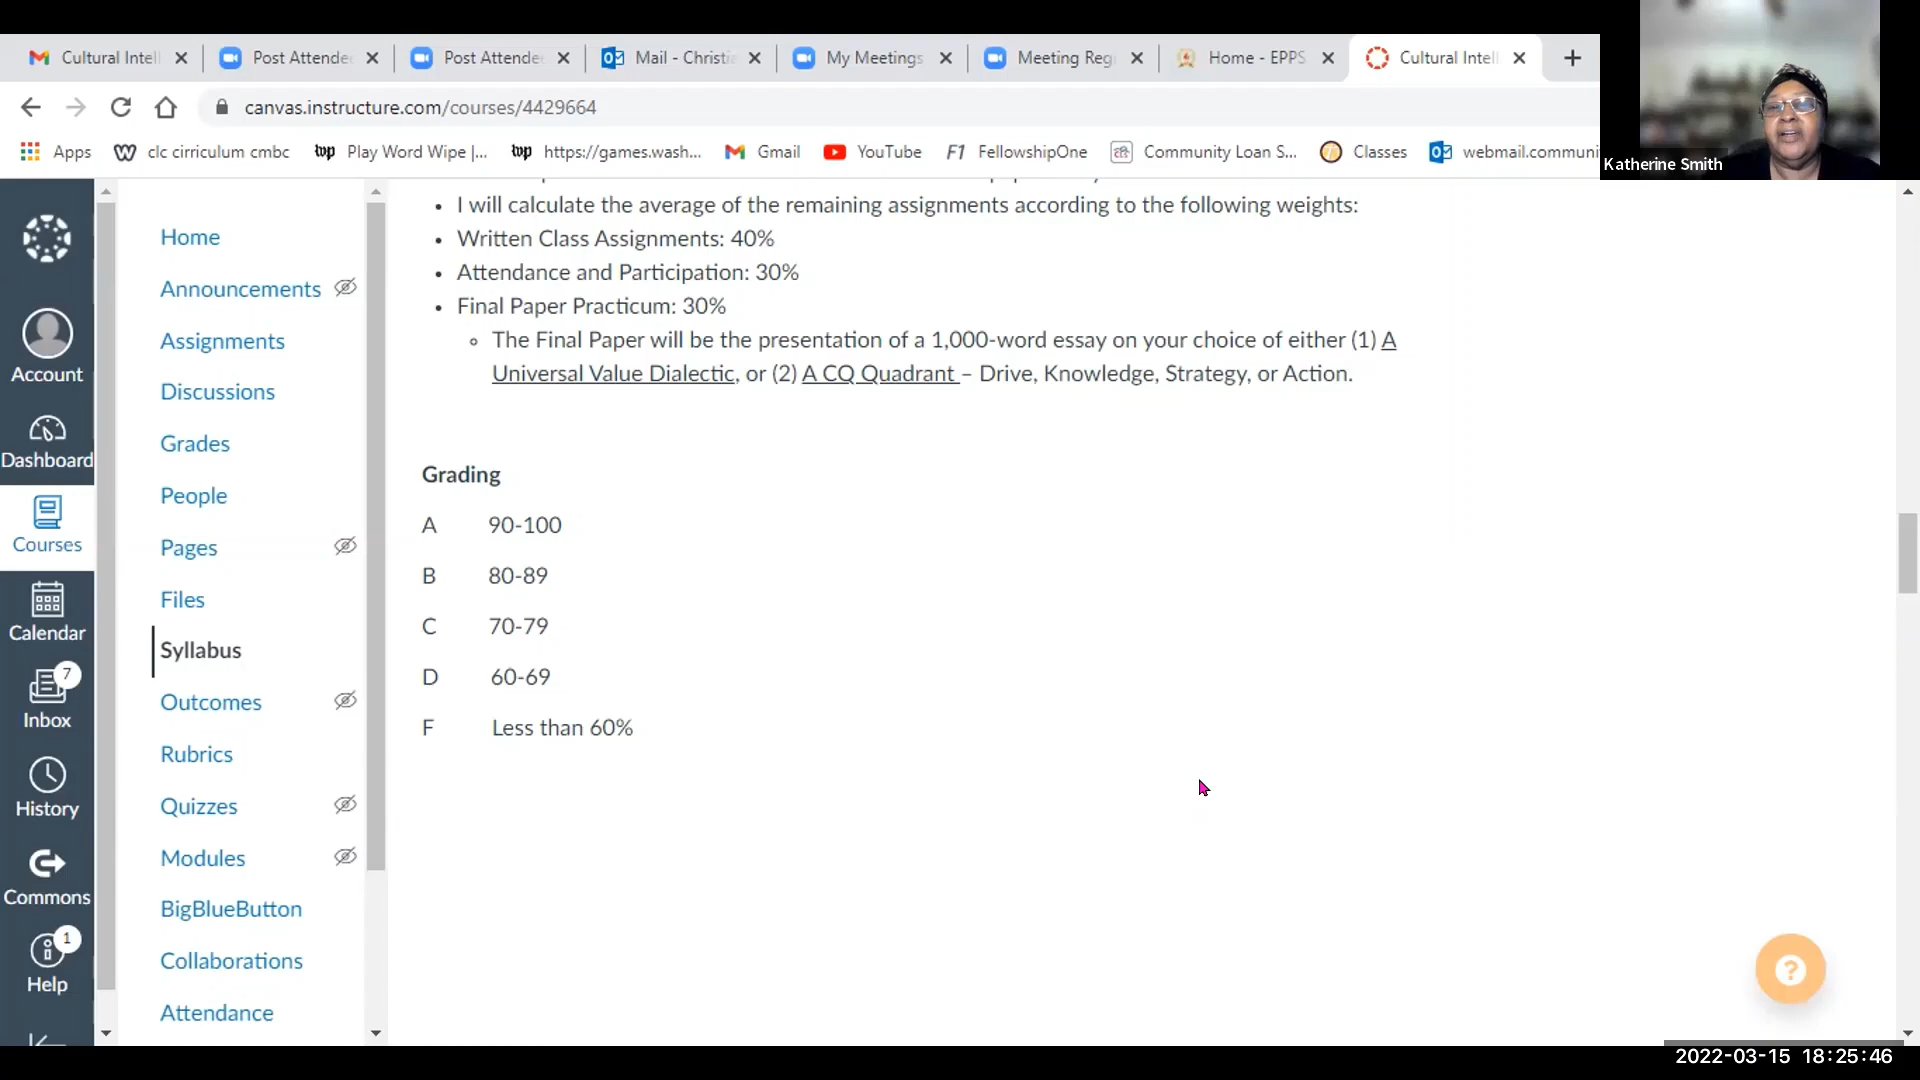 Cultural Intell
Post Attende
Post Attende
Mail - Christi
My Meetings
Meeting Reg
Home - EPPS
Cultural Intell
canvas.instructure.com/courses/4429664
Apps
clc cirriculum cmbc
wp Play Word Wipe |...
wp https://games.wash...
Gmail
YouTube
F1 FellowshipOne
Community Loan S...
Classes
webmail.communi
Katherine Smith
Account
Dashboard
Courses
Calendar
7
Inbox
History
Commons
1
Help
Home
Announcements
Assignments
Discussions
Grades
People
Pages
Files
Syllabus
Outcomes
Rubrics
Quizzes
Modules
BigBlueButton
Collaborations
Attendance
• I will calculate the average of the remaining assignments according to the following weights:
• Written Class Assignments: 40%
• Attendance and Participation: 30%
• Final Paper Practicum: 30%
◦ The Final Paper will be the presentation of a 1,000-word essay on your choice of either (1) A
Universal Value Dialectic, or (2) A CQ Quadrant – Drive, Knowledge, Strategy, or Action.
Grading
A 90-100
B 80-89
C 70-79
D 60-69
F Less than 60%
?
2022-03-15 18:25:46